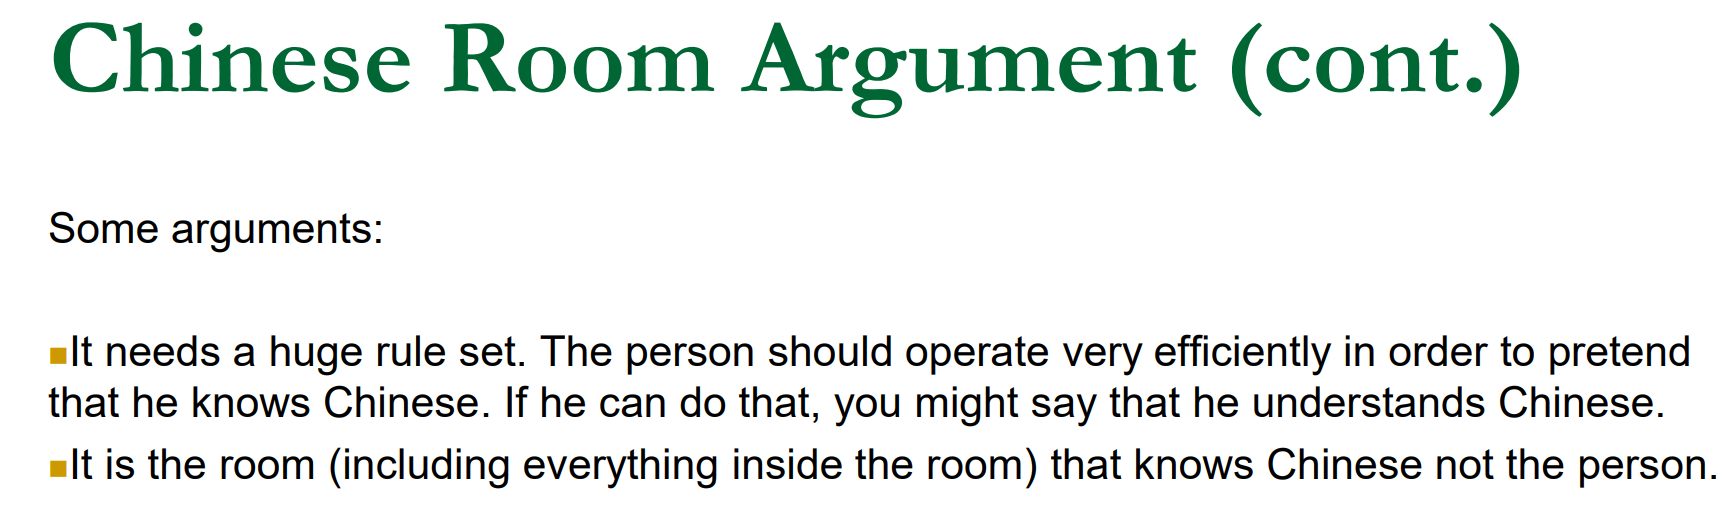 Chinese Room Argument (cont.)
Some arguments:
■It needs a huge rule set. The person should operate very efficiently in order to pretend
that he knows Chinese. If he can do that, you might say that he understands Chinese.
■It is the room (including everything inside the room) that knows Chinese not the person.